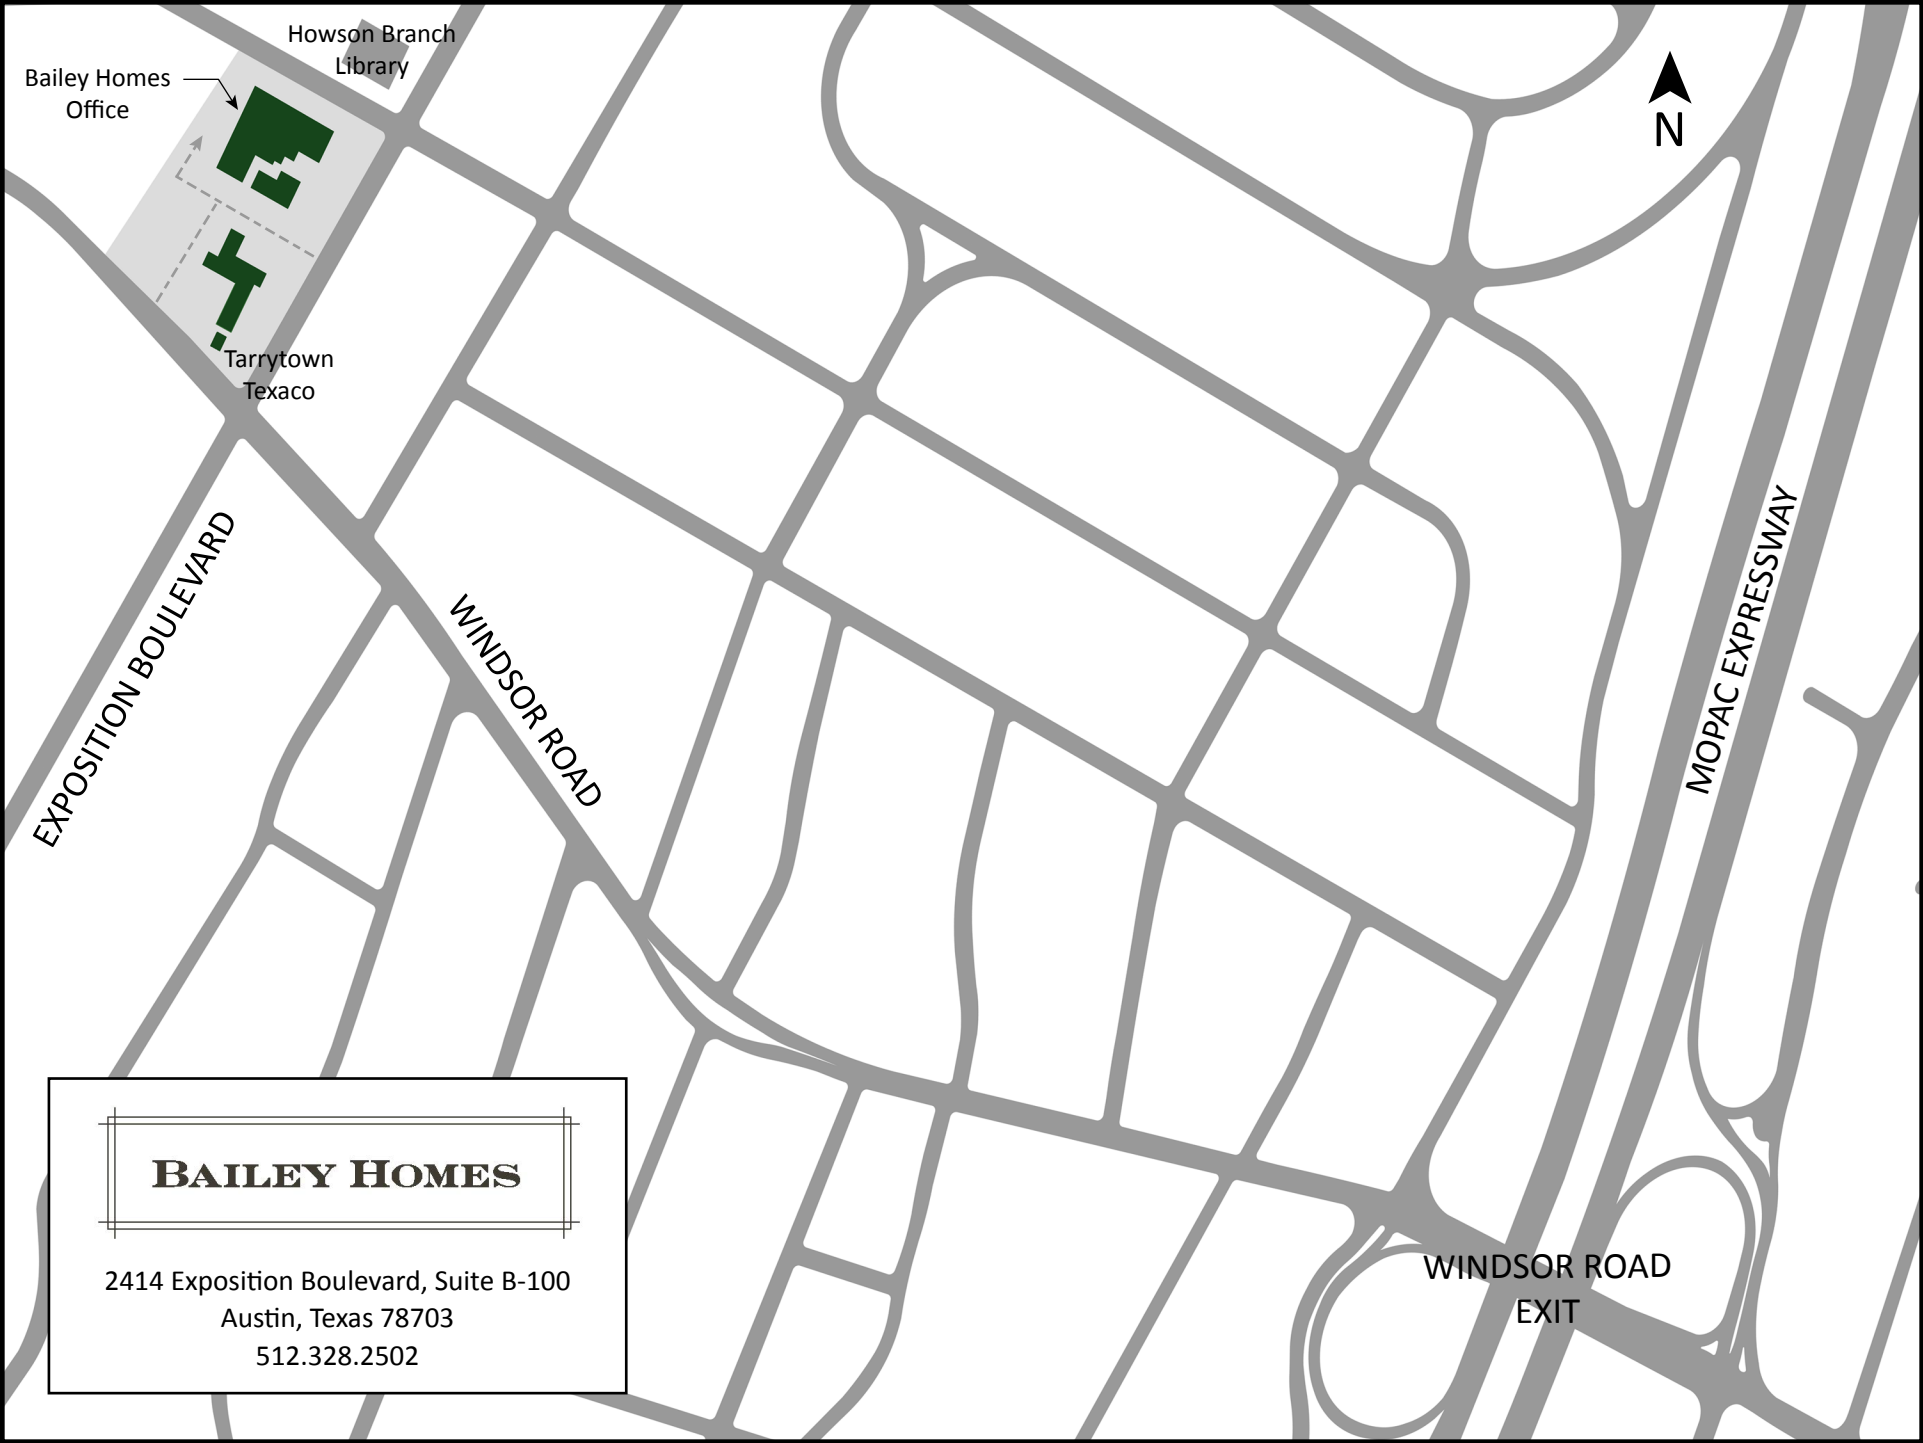 Howson Branch
Library
Bailey Homes
Office
N
Tarrytown
Texaco
EXPOSITION BOULEVARD
WINDSOR ROAD
MOPAC EXPRESSWAY
WINDSOR ROAD
EXIT
BAILEY HOMES
2414 Exposition Boulevard, Suite B-100
Austin, Texas 78703
512.328.2502